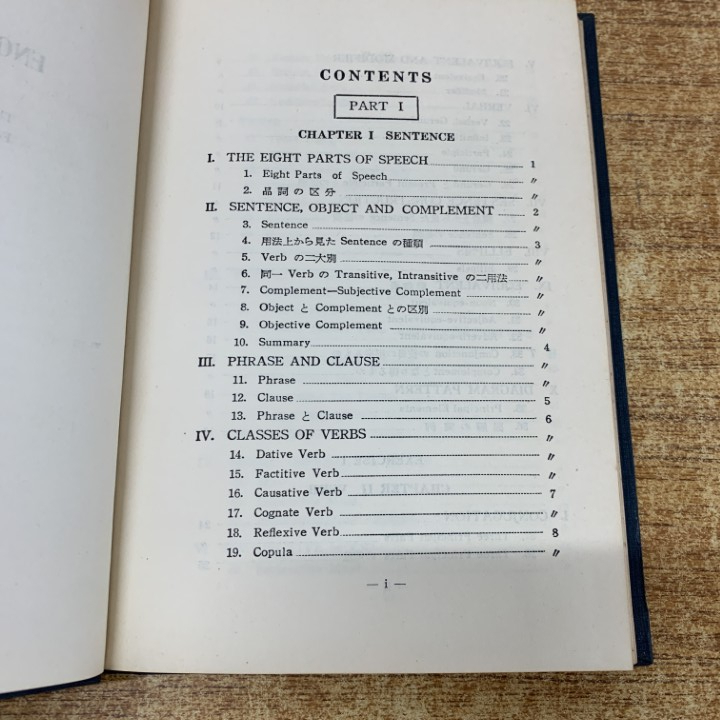 CONTENTS
PART I
CHAPTER I SENTENCE
I. THE EIGHT PARTS OF SPEECH 1
1. Eight Parts of Speech 〃
2. 品詞の区分 〃
II. SENTENCE, OBJECT AND COMPLEMENT 2
3. Sentence 〃
4. 用法上から見た Sentence の種類 3
5. Verb の二大別 〃
6. 同一 Verb の Transitive, Intransitive の二用法 〃
7. Complement—Subjective Complement 〃
8. Object と Complement との区別 〃
9. Objective Complement 〃
10. Summary 4
III. PHRASE AND CLAUSE 〃
11. Phrase 〃
12. Clause 5
13. Phrase と Clause 6
IV. CLASSES OF VERBS 〃
14. Dative Verb 〃
15. Factitive Verb 〃
16. Causative Verb 7
17. Cognate Verb 〃
18. Reflexive Verb 8
19. Copula 〃
— i —